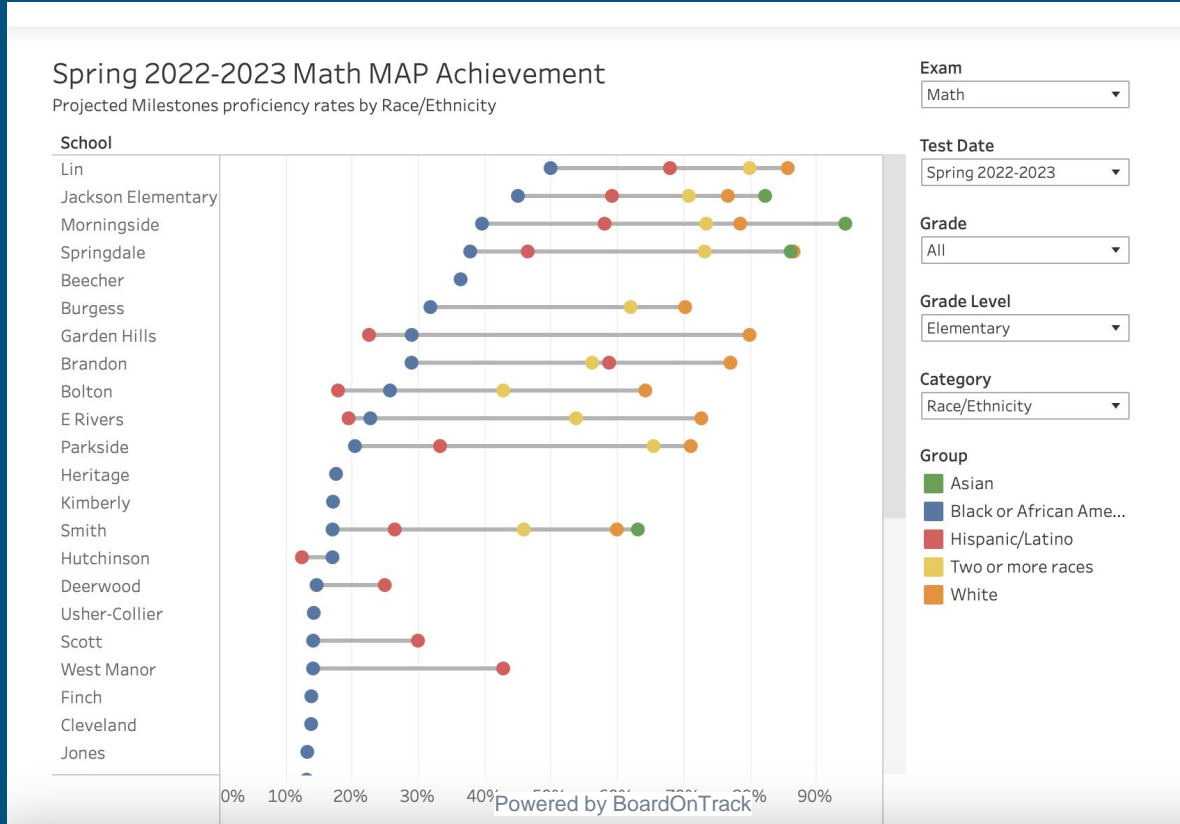 Spring 2022-2023 Math MAP Achievement
Projected Milestones proficiency rates by Race/Ethnicity
School
Lin
Jackson Elementary
Morningside
Springdale
Beecher
Burgess
Garden Hills
Brandon
Bolton
E Rivers
Parkside
Heritage
Kimberly
Smith
Hutchinson
Deerwood
Usher-Collier
Scott
West Manor
Finch
Cleveland
Jones
0% 10% 20% 30% 40% 90%
Powered by BoardOnTrack
Exam
Math
Test Date
Spring 2022-2023
Grade
All
Grade Level
Elementary
Category
Race/Ethnicity
Group
Asian
Black or African Ame...
Hispanic/Latino
Two or more races
White